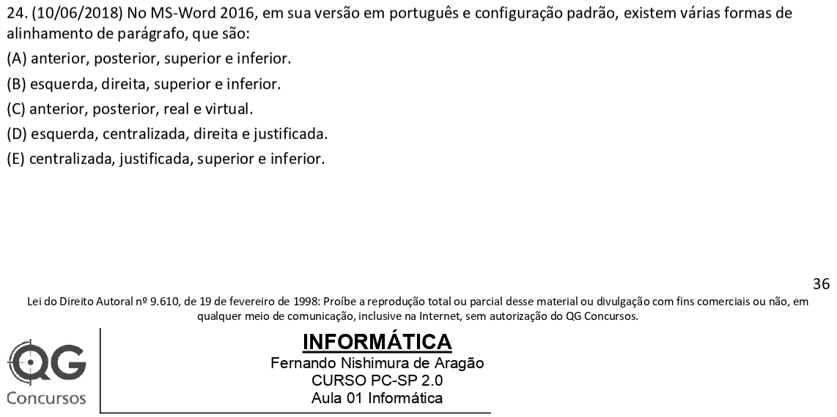 24. (10/06/2018) No MS-Word 2016, em sua versão em português e configuração padrão, existem várias formas de
alinhamento de parágrafo, que são:
(A) anterior, posterior, superior e inferior.
(B) esquerda, direita, superior e inferior.
(C) anterior, posterior, real e virtual.
(D) esquerda, centralizada, direita e justificada.
(E) centralizada, justificada, superior e inferior.
36
Lei do Direito Autoral nº 9.610, de 19 de fevereiro de 1998: Proíbe a reprodução total ou parcial desse material ou divulgação com fins comerciais ou não, em
qualquer meio de comunicação, inclusive na Internet, sem autorização do QG Concursos.
QG
Concursos
INFORMÁTICA
Fernando Nishimura de Aragão
CURSO PC-SP 2.0
Aula 01 Informática